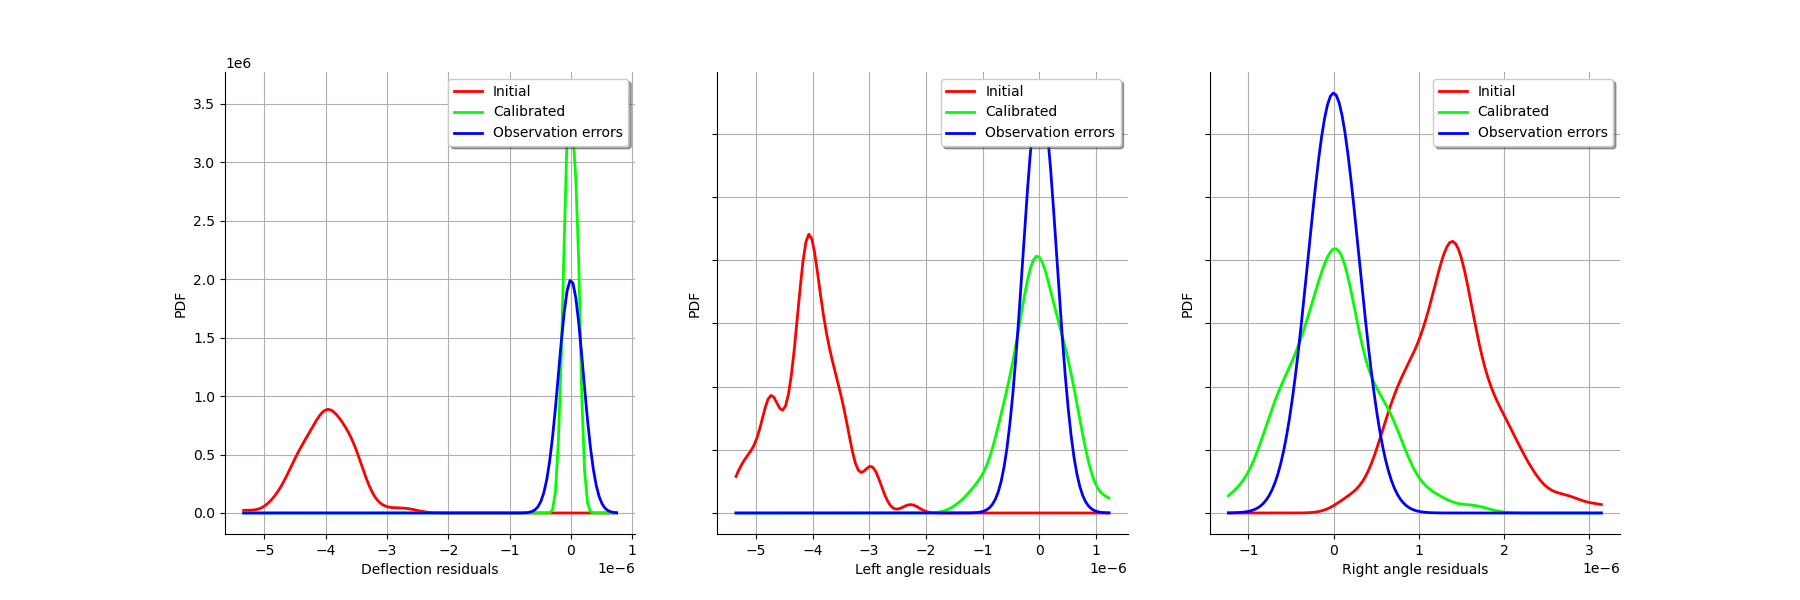 1e6
3.5
3.0
2.5
2.0
1.5
1.0
0.5
0.0
PDF
Initial
Calibrated
Observation errors
−5 −4 −3 −2 −1 0 1
Deflection residuals 1e−6
PDF
Initial
Calibrated
Observation errors
−5 −4 −3 −2 −1 0 1
Left angle residuals 1e−6
PDF
Initial
Calibrated
Observation errors
−1 0 1 2 3
Right angle residuals 1e−6